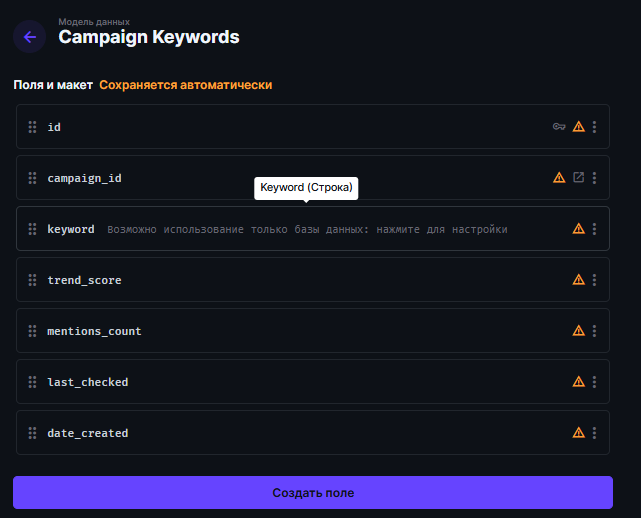 Модель данных
Campaign Keywords
Поля и макет Сохраняется автоматически
id
campaign_id
Keyword (Строка)
keyword Возможно использование только базы данных: нажмите для настройки
trend_score
mentions_count
last_checked
date_created
Создать поле